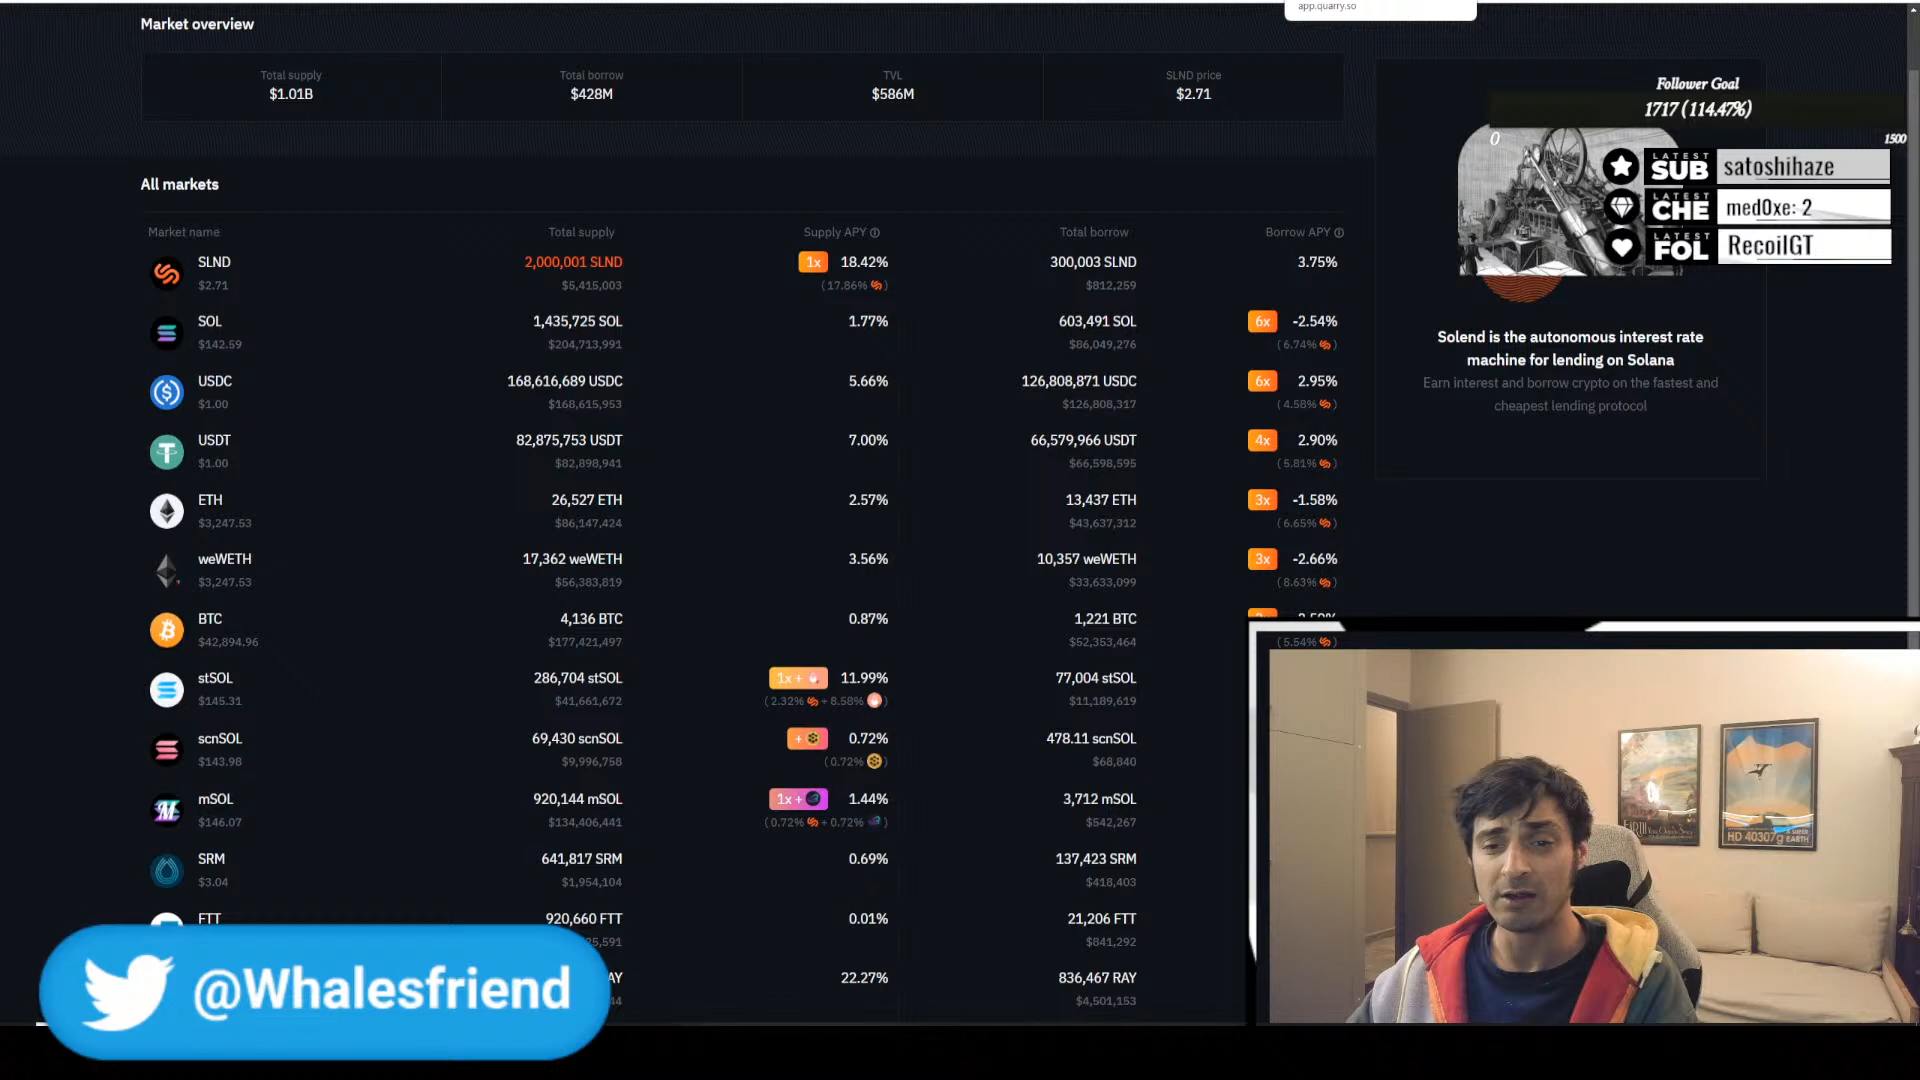 app.quarry.so
Market overview
Total supply
$1.01B
Total borrow
$428M
TVL
$586M
SLND price
$2.71
Follower Goal
1717 (114.47%)
0
1500
LATEST SUB satoshihaze
LATEST CHE med0xe: 2
LATEST FOL RecoilGT
Solend is the autonomous interest rate
machine for lending on Solana
Earn interest and borrow crypto on the fastest and
cheapest lending protocol
All markets
Market name Total supply Supply APY Total borrow Borrow APY
SLND 2,000,001 SLND 1x 18.42% 300,003 SLND 3.75%
$2.71 $5,415,003 (17.86%) $812,259
SOL 1,435,725 SOL 1.77% 603,491 SOL 6x -2.54%
$142.59 $204,713,991 $86,049,276 (6.74%)
USDC 168,616,689 USDC 5.66% 126,808,871 USDC 6x 2.95%
$1.00 $168,615,953 $126,808,317 (4.58%)
USDT 82,875,753 USDT 7.00% 66,579,966 USDT 4x 2.90%
$1.00 $82,898,941 $66,598,595 (5.81%)
ETH 26,527 ETH 2.57% 13,437 ETH 3x -1.58%
$3,247.53 $86,147,424 $43,637,312 (6.65%)
weWETH 17,362 weWETH 3.56% 10,357 weWETH 3x -2.66%
$3,247.53 $56,383,819 $33,633,099 (8.63%)
BTC 4,136 BTC 0.87% 1,221 BTC
$42,894.96 $177,421,497 $52,353,464 (5.54%)
stSOL 286,704 stSOL 1x + 11.99% 77,004 stSOL
$145.31 $41,661,672 (2.32% + 8.58%) $11,189,619
scnSOL 69,430 scnSOL + 0.72% 478.11 scnSOL
$143.98 $9,996,758 (0.72%) $68,840
mSOL 920,144 mSOL 1x + 1.44% 3,712 mSOL
$146.07 $134,406,441 (0.72% + 0.72%) $542,267
SRM 641,817 SRM 0.69% 137,423 SRM
$3.04 $1,954,104 $418,403
FTT 920,660 FTT 0.01% 21,206 FTT
25,591 $841,292
AY 22.27% 836,467 RAY
44 $4,501,153
@Whalesfriend
HD 40307g
EARTH